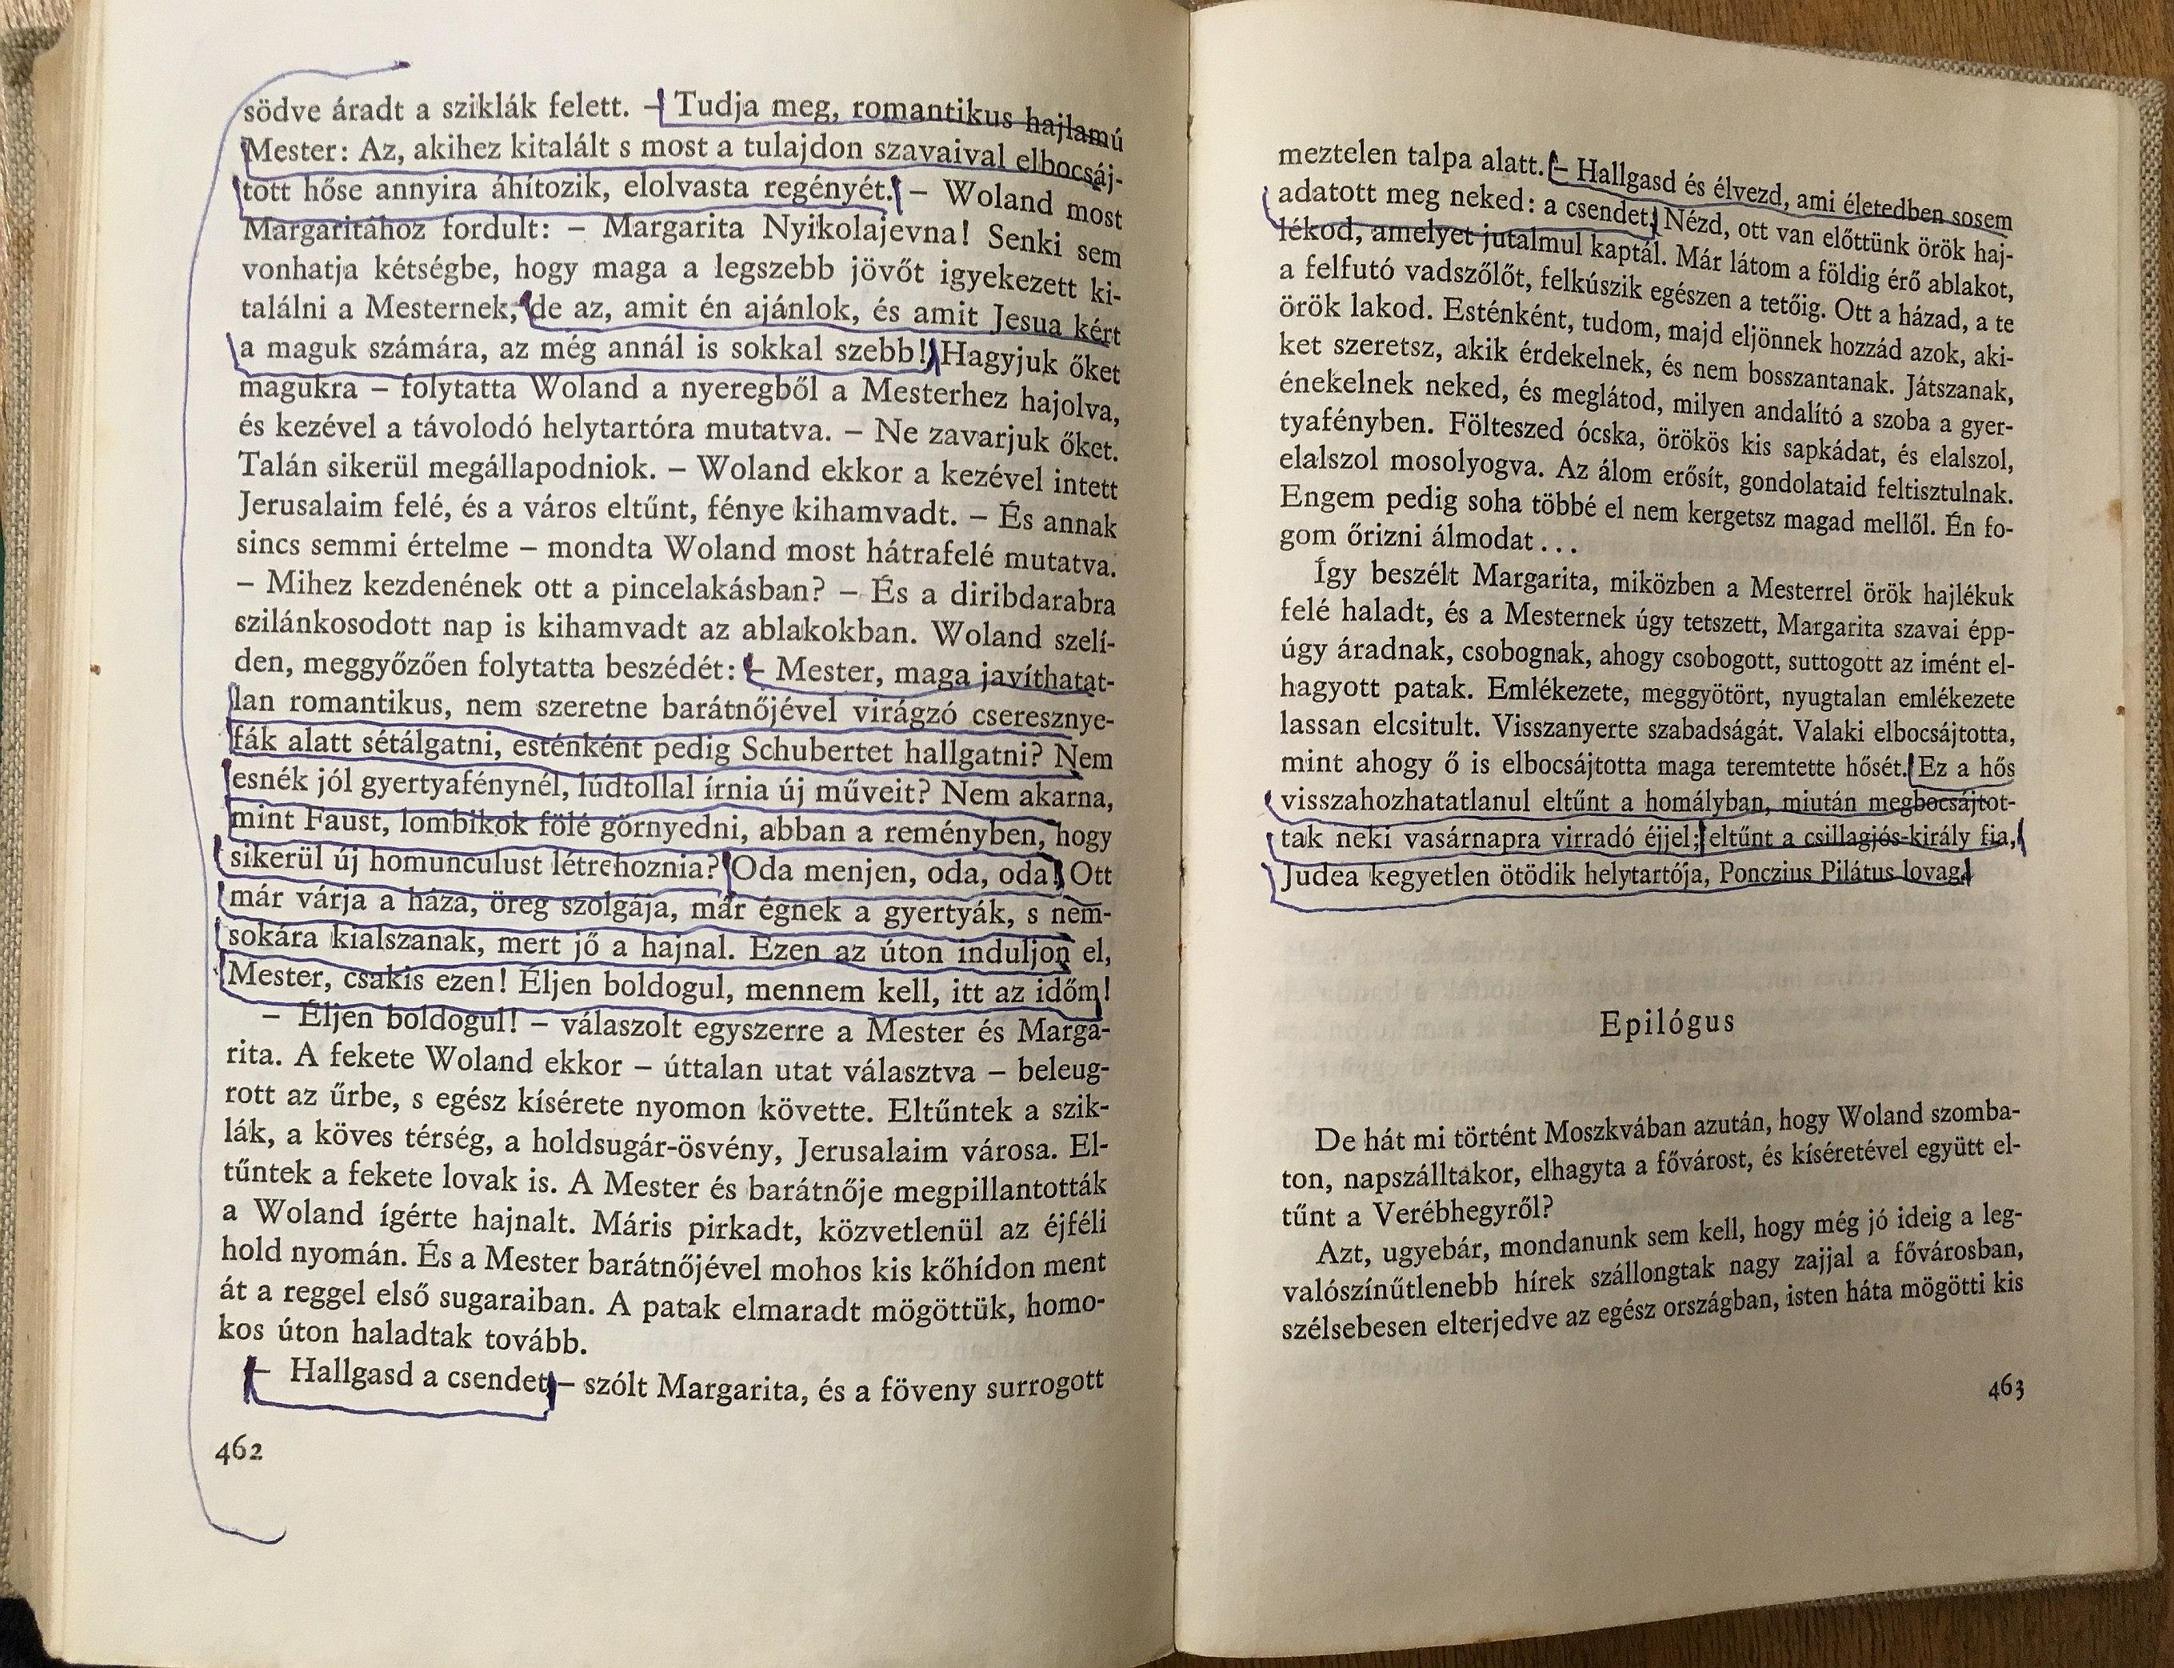 södve áradt a sziklák felett. – Tudja meg, romantikus hajlamú
Mester: Az, akihez kitalált s most a tulajdon szavaival elbocsáj-
tott hőse annyira áhítozik, elolvasta regényét. – Woland most
Margaritához fordult: – Margarita Nyikolajevna! Senki sem
vonhatja kétségbe, hogy maga a legszebb jövőt igyekezett ki-
találni a Mesternek, de az, amit én ajánlok, és amit Jesua kért
a maguk számára, az még annál is sokkal szebb! Hagyjuk őket
magukra – folytatta Woland a nyeregből a Mesterhez hajolva,
és kezével a távolodó helytartóra mutatva. – Ne zavarjuk őket.
Talán sikerül megállapodniok. – Woland ekkor a kezével intett
Jerusalaim felé, és a város eltűnt, fénye kihamvadt. – És annak
sincs semmi értelme – mondta Woland most hátrafelé mutatva.
– Mihez kezdenének ott a pincelakásban? – És a diribdarabra
szilánkosodott nap is kihamvadt az ablakokban. Woland szelí-
den, meggyőzően folytatta beszédét: – Mester, maga javíthatat-
lan romantikus, nem szeretne barátnőjével virágzó cseresznye-
fák alatt sétálgatni, esténként pedig Schubertet hallgatni? Nem
esnék jól gyertyafénynél, lúdtollal írnia új műveit? Nem akarna,
mint Faust, lombikok fölé görnyedni, abban a reményben, hogy
sikerül új homunculust létrehoznia? Oda menjen, oda, oda! Ott
már várja a háza, öreg szolgája, már égnek a gyertyák, s nem-
sokára kialszanak, mert jő a hajnal. Ezen az úton induljon el,
Mester, csakis ezen! Éljen boldogul, mennem kell, itt az időm!
– Éljen boldogul! – válaszolt egyszerre a Mester és Marga-
rita. A fekete Woland ekkor – úttalan utat választva – beleug-
rott az űrbe, s egész kísérete nyomon követte. Eltűntek a szik-
lák, a köves térség, a holdsugár-ösvény, Jerusalaim városa. El-
tűntek a fekete lovak is. A Mester és barátnője megpillantották
a Woland ígérte hajnalt. Máris pirkadt, közvetlenül az éjféli
hold nyomán. És a Mester barátnőjével mohos kis kőhídon ment
át a reggel első sugaraiban. A patak elmaradt mögöttük, homo-
kos úton haladtak tovább.
– Hallgasd a csendet – szólt Margarita, és a föveny surrogott
462
meztelen talpa alatt. – Hallgasd és élvezd, ami életedben sosem
adatott meg neked: a csendet. Nézd, ott van előttünk örök haj-
lékod, amelyet jutalmul kaptál. Már látom a földig érő ablakot,
a felfutó vadszőlőt, felkúszik egészen a tetőig. Ott a házad, a te
örök lakod. Esténként, tudom, majd eljönnek hozzád azok, aki-
ket szeretsz, akik érdekelnek, és nem bosszantanak. Játszanak,
énekelnek neked, és meglátod, milyen andalító a szoba a gyer-
tyafényben. Fölteszed ócska, örökös kis sapkádat, és elalszol,
elalszol mosolyogva. Az álom erősít, gondolataid feltisztulnak.
Engem pedig soha többé el nem kergetsz magad mellől. Én fo-
gom őrizni álmodat . . .
Így beszélt Margarita, miközben a Mesterrel örök hajlékuk
felé haladt, és a Mesternek úgy tetszett, Margarita szavai épp-
úgy áradnak, csobognak, ahogy csobogott, suttogott az imént el-
hagyott patak. Emlékezete, meggyötört, nyugtalan emlékezete
lassan elcsitult. Visszanyerte szabadságát. Valaki elbocsájtotta,
mint ahogy ő is elbocsájtotta maga teremtette hősét. Ez a hős
visszahozhatatlanul eltűnt a homályban, miután megbocsájtot-
tak neki vasárnapra virradó éjjel; eltűnt a csillagjós-király fia,
Judea kegyetlen ötödik helytartója, Ponczius Pilátus lovag.
Epilógus
De hát mi történt Moszkvában azután, hogy Woland szomba-
ton, napszálltakor, elhagyta a fővárost, és kíséretével együtt el-
tűnt a Verébhegyről?
Azt, ugyebár, mondanunk sem kell, hogy még jó ideig a leg-
valószínűtlenebb hírek szállongtak nagy zajjal a fővárosban,
szélsebesen elterjedve az egész országban, isten háta mögötti kis
463